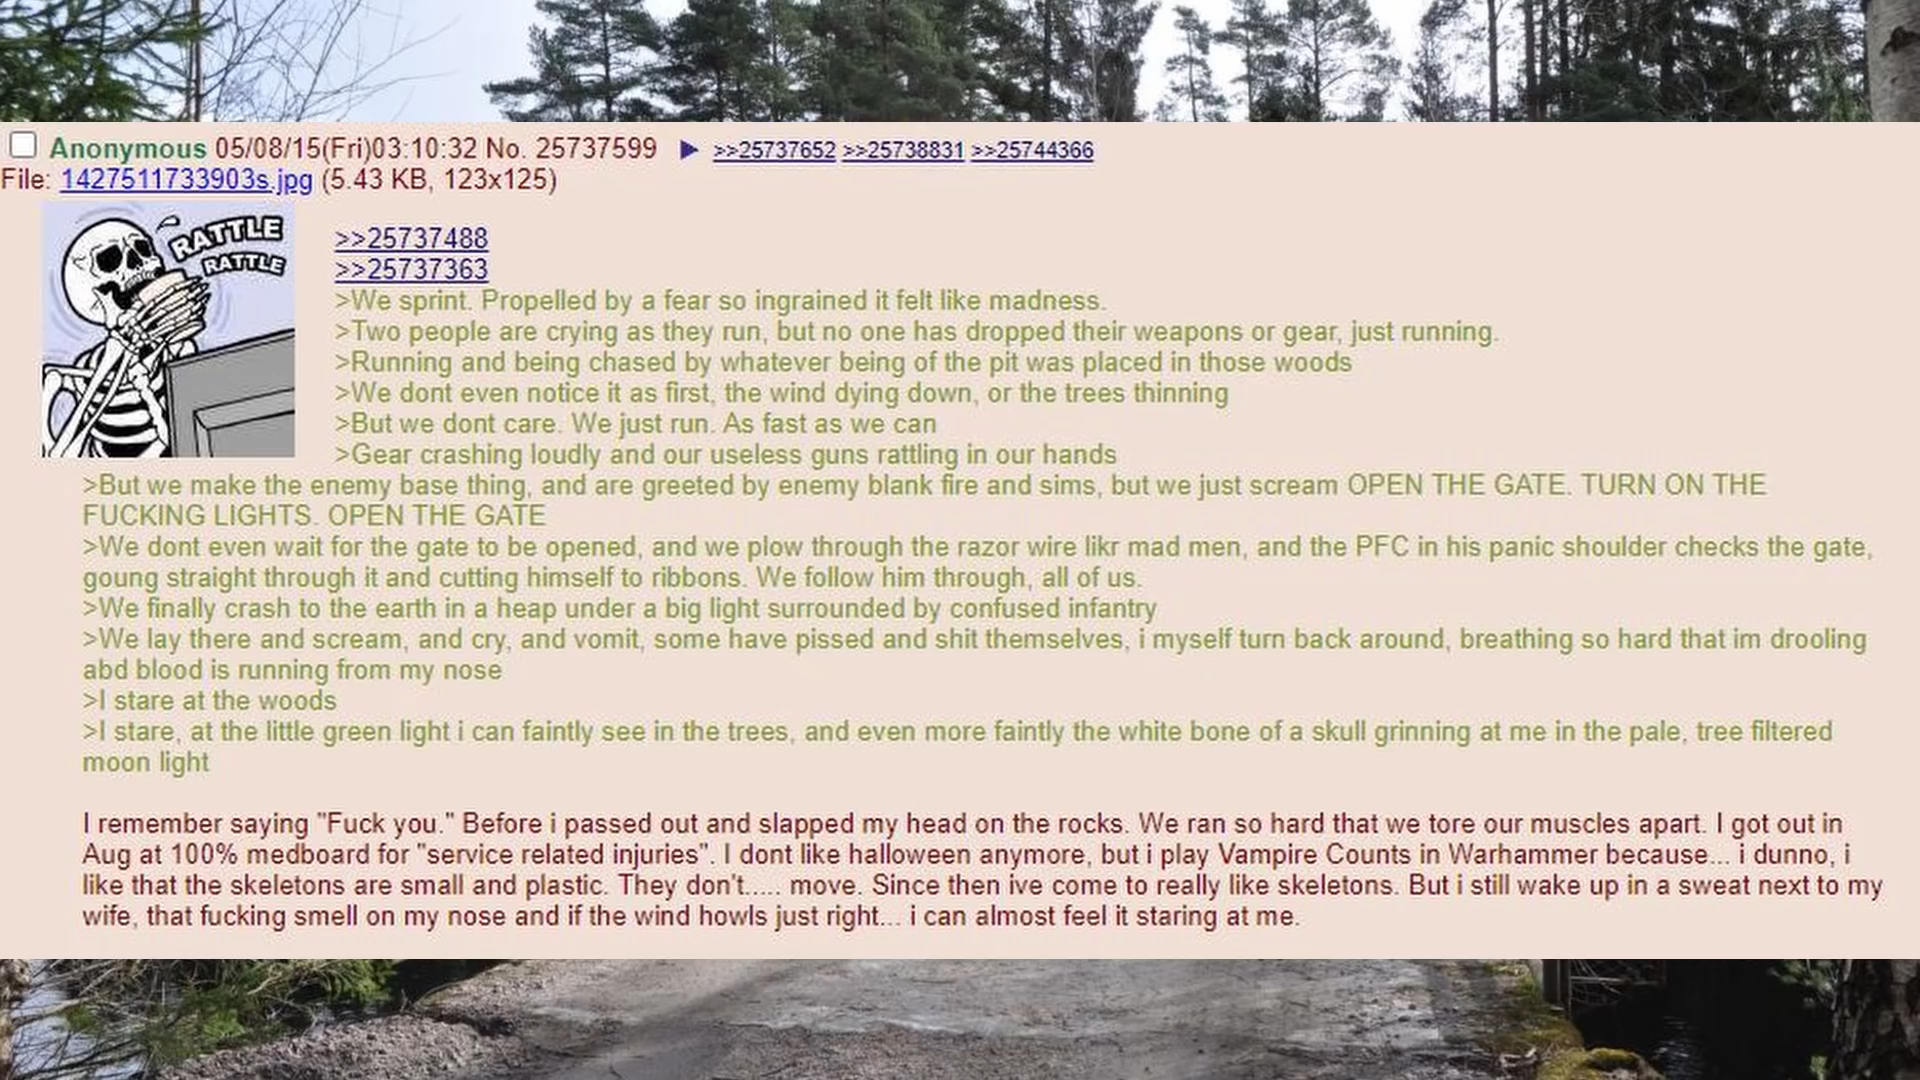 Anonymous 05/08/15(Fri)03:10:32 No. 25737599 ▶ >>25737652 >>25738831 >>25744366
File: 1427511733903s.jpg (5.43 KB, 123x125)
RATTLE
RATTLE
>>25737488
>>25737363
>We sprint. Propelled by a fear so ingrained it felt like madness.
>Two people are crying as they run, but no one has dropped their weapons or gear, just running.
>Running and being chased by whatever being of the pit was placed in those woods
>We dont even notice it as first, the wind dying down, or the trees thinning
>But we dont care. We just run. As fast as we can
>Gear crashing loudly and our useless guns rattling in our hands
>But we make the enemy base thing, and are greeted by enemy blank fire and sims, but we just scream OPEN THE GATE. TURN ON THE
FUCKING LIGHTS. OPEN THE GATE
>We dont even wait for the gate to be opened, and we plow through the razor wire likr mad men, and the PFC in his panic shoulder checks the gate,
goung straight through it and cutting himself to ribbons. We follow him through, all of us.
>We finally crash to the earth in a heap under a big light surrounded by confused infantry
>We lay there and scream, and cry, and vomit, some have pissed and shit themselves, i myself turn back around, breathing so hard that im drooling
abd blood is running from my nose
>I stare at the woods
>I stare, at the little green light i can faintly see in the trees, and even more faintly the white bone of a skull grinning at me in the pale, tree filtered
moon light
I remember saying "Fuck you." Before i passed out and slapped my head on the rocks. We ran so hard that we tore our muscles apart. I got out in
Aug at 100% medboard for "service related injuries". I dont like halloween anymore, but i play Vampire Counts in Warhammer because... i dunno, i
like that the skeletons are small and plastic. They don't..... move. Since then ive come to really like skeletons. But i still wake up in a sweat next to my
wife, that fucking smell on my nose and if the wind howls just right... i can almost feel it staring at me.